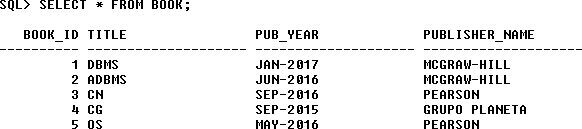 SQL> SELECT * FROM BOOK;
BOOK_ID TITLE PUB_YEAR PUBLISHER_NAME
1 DBMS JAN-2017 MCGRAW-HILL
2 ADBMS JUN-2016 MCGRAW-HILL
3 CN SEP-2016 PEARSON
4 CG SEP-2015 GRUPO PLANETA
5 OS MAY-2016 PEARSON